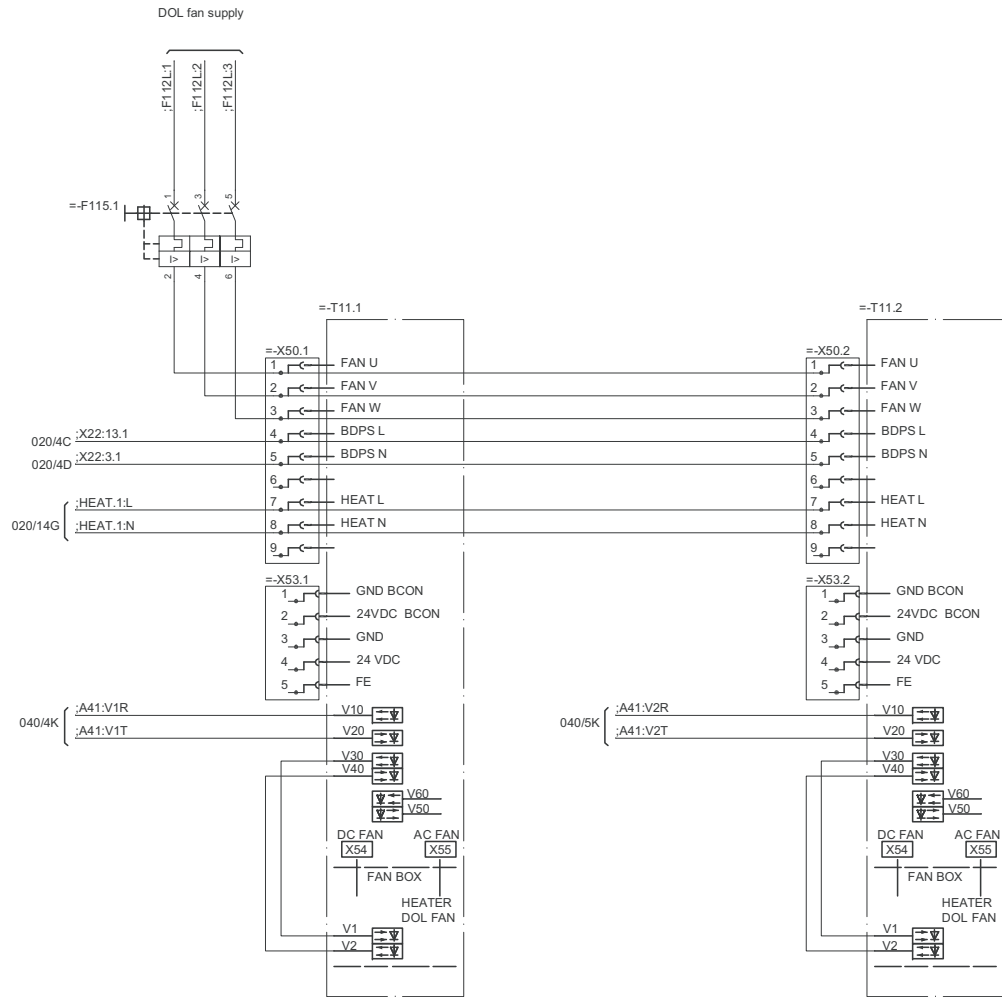 DOL fan supply
;F112L:1
;F112L:2
;F112L:3
=-F115.1
1
3
5
I>
I>
I>
2
4
6
=-T11.1
=-X50.1
1 FAN U
2 FAN V
3 FAN W
4 BDPS L
5 BDPS N
6
7 HEAT L
8 HEAT N
9
020/4C ;X22:13.1
020/4D ;X22:3.1
020/14G
;HEAT.1:L
;HEAT.1:N
=-X53.1
1 GND BCON
2 24VDC BCON
3 GND
4 24 VDC
5 FE
040/4K
;A41:V1R
;A41:V1T
V10
V20
V30
V40
V60
V50
DC FAN AC FAN
X54 X55
FAN BOX
HEATER
DOL FAN
V1
V2
=-T11.2
=-X50.2
1 FAN U
2 FAN V
3 FAN W
4 BDPS L
5 BDPS N
6
7 HEAT L
8 HEAT N
9
=-X53.2
1 GND BCON
2 24VDC BCON
3 GND
4 24 VDC
5 FE
040/5K
;A41:V2R
;A41:V2T
V10
V20
V30
V40
V60
V50
DC FAN AC FAN
X54 X55
FAN BOX
HEATER
DOL FAN
V1
V2